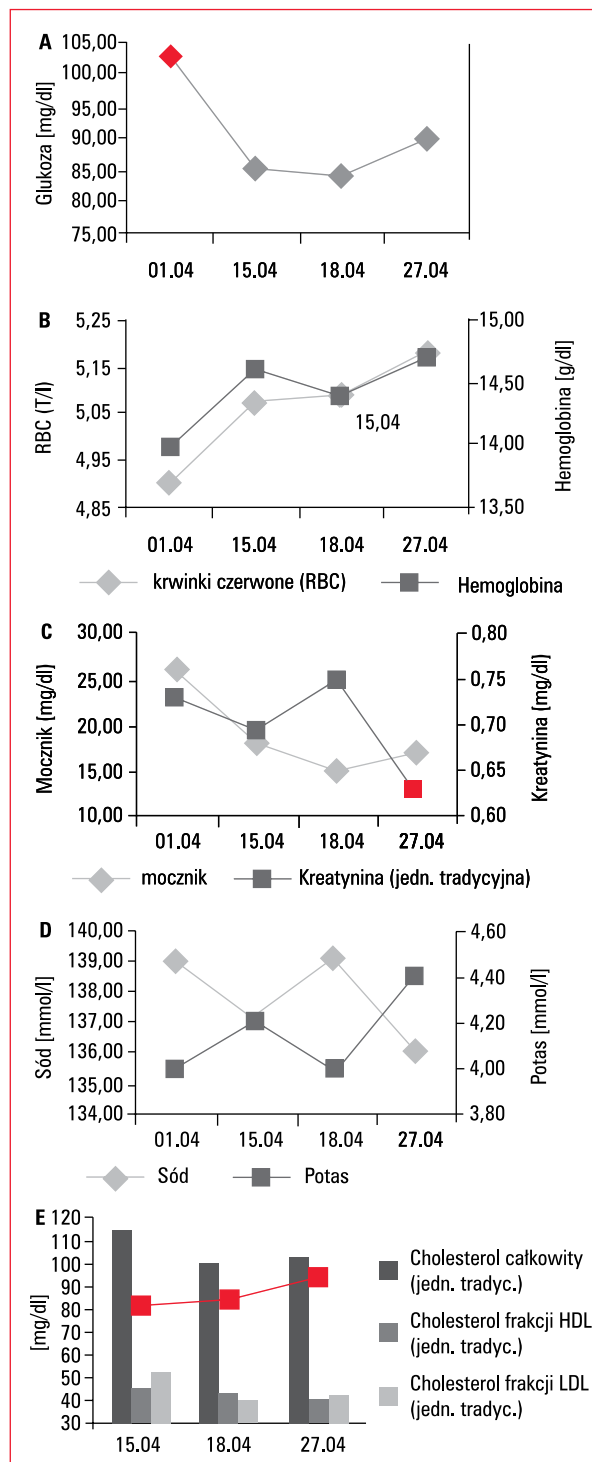 A
Glukoza [mg/dl]
105,00
100,00
95,00
90,00
85,00
80,00
75,00
01.04 15.04 18.04 27.04
B
RBC (T/l)
5,25
5,15
5,05
4,95
4,85
15,00
14,50
14,00
13,50
Hemoglobina [g/dl]
15,04
01.04 15.04 18.04 27.04
krwinki czerwone (RBC) Hemoglobina
C
Mocznik (mg/dl)
30,00
25,00
20,00
15,00
10,00
0,80
0,75
0,70
0,65
0,60
Kreatynina (mg/dl)
01.04 15.04 18.04 27.04
mocznik Kreatynina (jedn. tradycyjna)
D
Sód [mmol/l]
140,00
139,00
138,00
137,00
136,00
135,00
134,00
4,60
4,40
4,20
4,00
3,80
Potas [mmol/l]
01.04 15.04 18.04 27.04
Sód Potas
E
[mg/dl]
120
110
100
90
80
70
60
50
40
30
15.04 18.04 27.04
Cholesterol całkowity
(jedn. tradyc.)
Cholesterol frakcji HDL
(jedn. tradyc.)
Cholesterol frakcji LDL
(jedn. tradyc.)